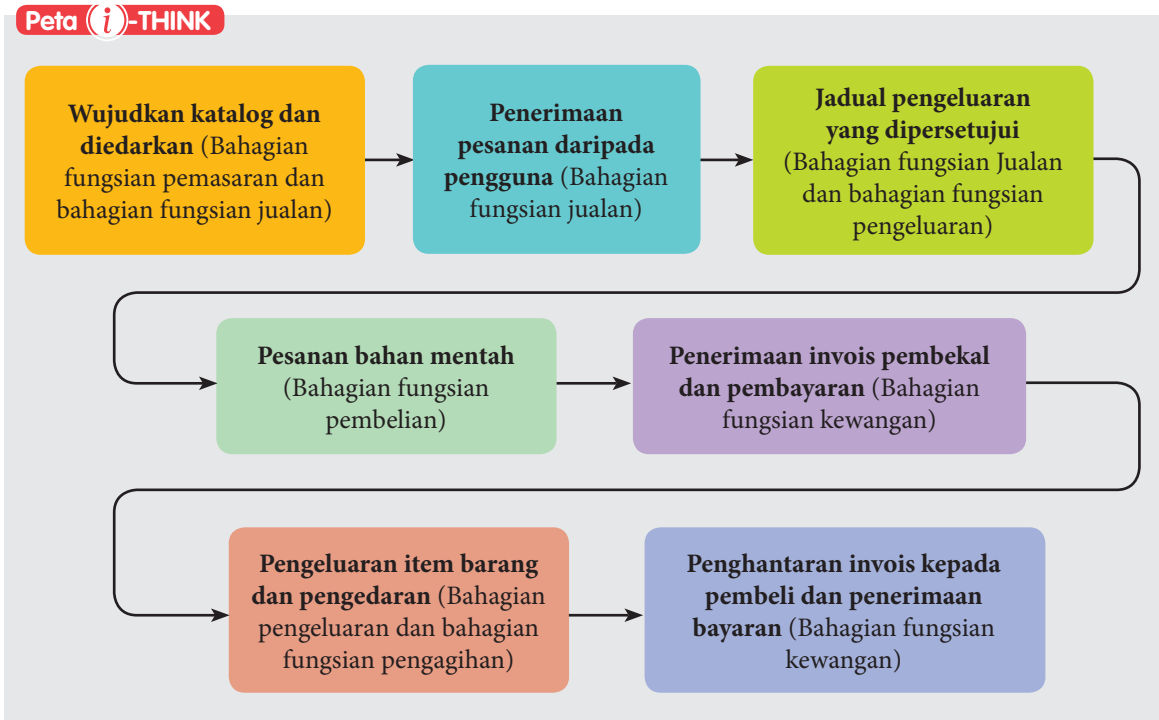 Peta i-THINK
Wujudkan katalog dan
diedarkan (Bahagian
fungsian pemasaran dan
bahagian fungsian jualan)
Penerimaan
pesanan daripada
pengguna (Bahagian
fungsian jualan)
Jadual pengeluaran
yang dipersetujui
(Bahagian fungsian Jualan
dan bahagian fungsian
pengeluaran)
Pesanan bahan mentah
(Bahagian fungsian
pembelian)
Penerimaan invois pembekal
dan pembayaran (Bahagian
fungsian kewangan)
Pengeluaran item barang
dan pengedaran (Bahagian
pengeluaran dan bahagian
fungsian pengagihan)
Penghantaran invois kepada
pembeli dan penerimaan
bayaran (Bahagian fungsian
kewangan)